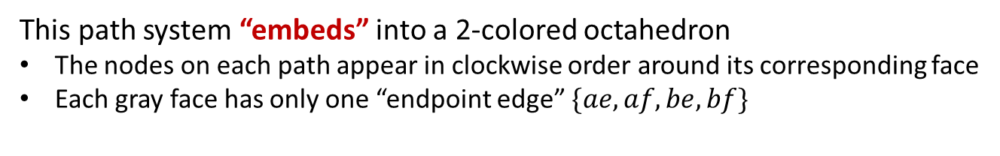 This path system “embeds” into a 2-colored octahedron
• The nodes on each path appear in clockwise order around its corresponding face
• Each gray face has only one “endpoint edge” {𝑎𝑒, 𝑎𝑓, 𝑏𝑒, 𝑏𝑓}